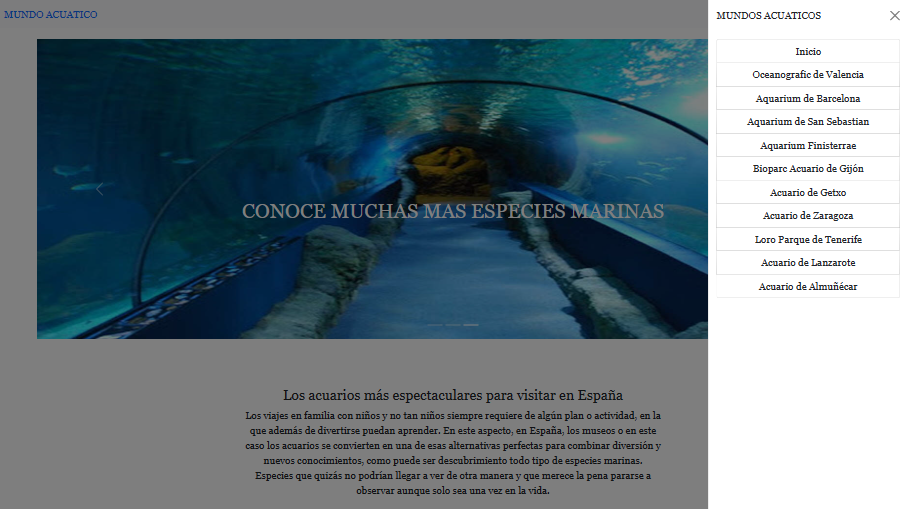 MUNDO ACUATICO
MUNDOS ACUATICOS
Inicio
Oceanografic de Valencia
Aquarium de Barcelona
Aquarium de San Sebastian
Aquarium Finisterrae
Bioparc Acuario de Gijón
Acuario de Getxo
Acuario de Zaragoza
Loro Parque de Tenerife
Acuario de Lanzarote
Acuario de Almuñécar
CONOCE MUCHAS MAS ESPECIES MARINAS
Los acuarios más espectaculares para visitar en España
Los viajes en familia con niños y no tan niños siempre requiere de algún plan o actividad, en la
que además de divertirse puedan aprender. En este aspecto, en España, los museos o en este
caso los acuarios se convierten en una de esas alternativas perfectas para combinar diversión y
nuevos conocimientos, como puede ser descubrimiento todo tipo de especies marinas.
Especies que quizás no podrían llegar a ver de otra manera y que merece la pena pararse a
observar aunque solo sea una vez en la vida.